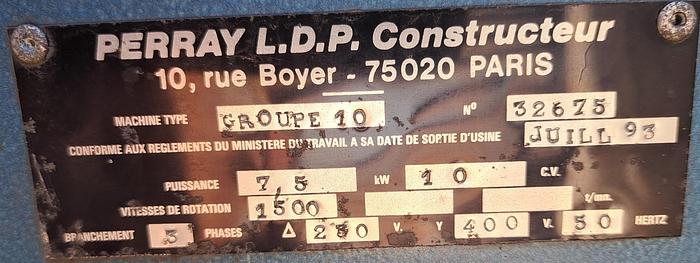 PERRAY L.D.P. Constructeur
10, rue Boyer - 75020 PARIS
MACHINE TYPE GROUPE 10 N° 32675
CONFORME AUX REGLEMENTS DU MINISTERE DU TRAVAIL A SA DATE DE SORTIE D'USINE JUILL 93
PUISSANCE 7,5 kW 10 C.V.
VITESSES DE ROTATION 1500 t/mn.
BRANCHEMENT 3 PHASES Δ 230 V. Y 400 V. 50 HERTZ